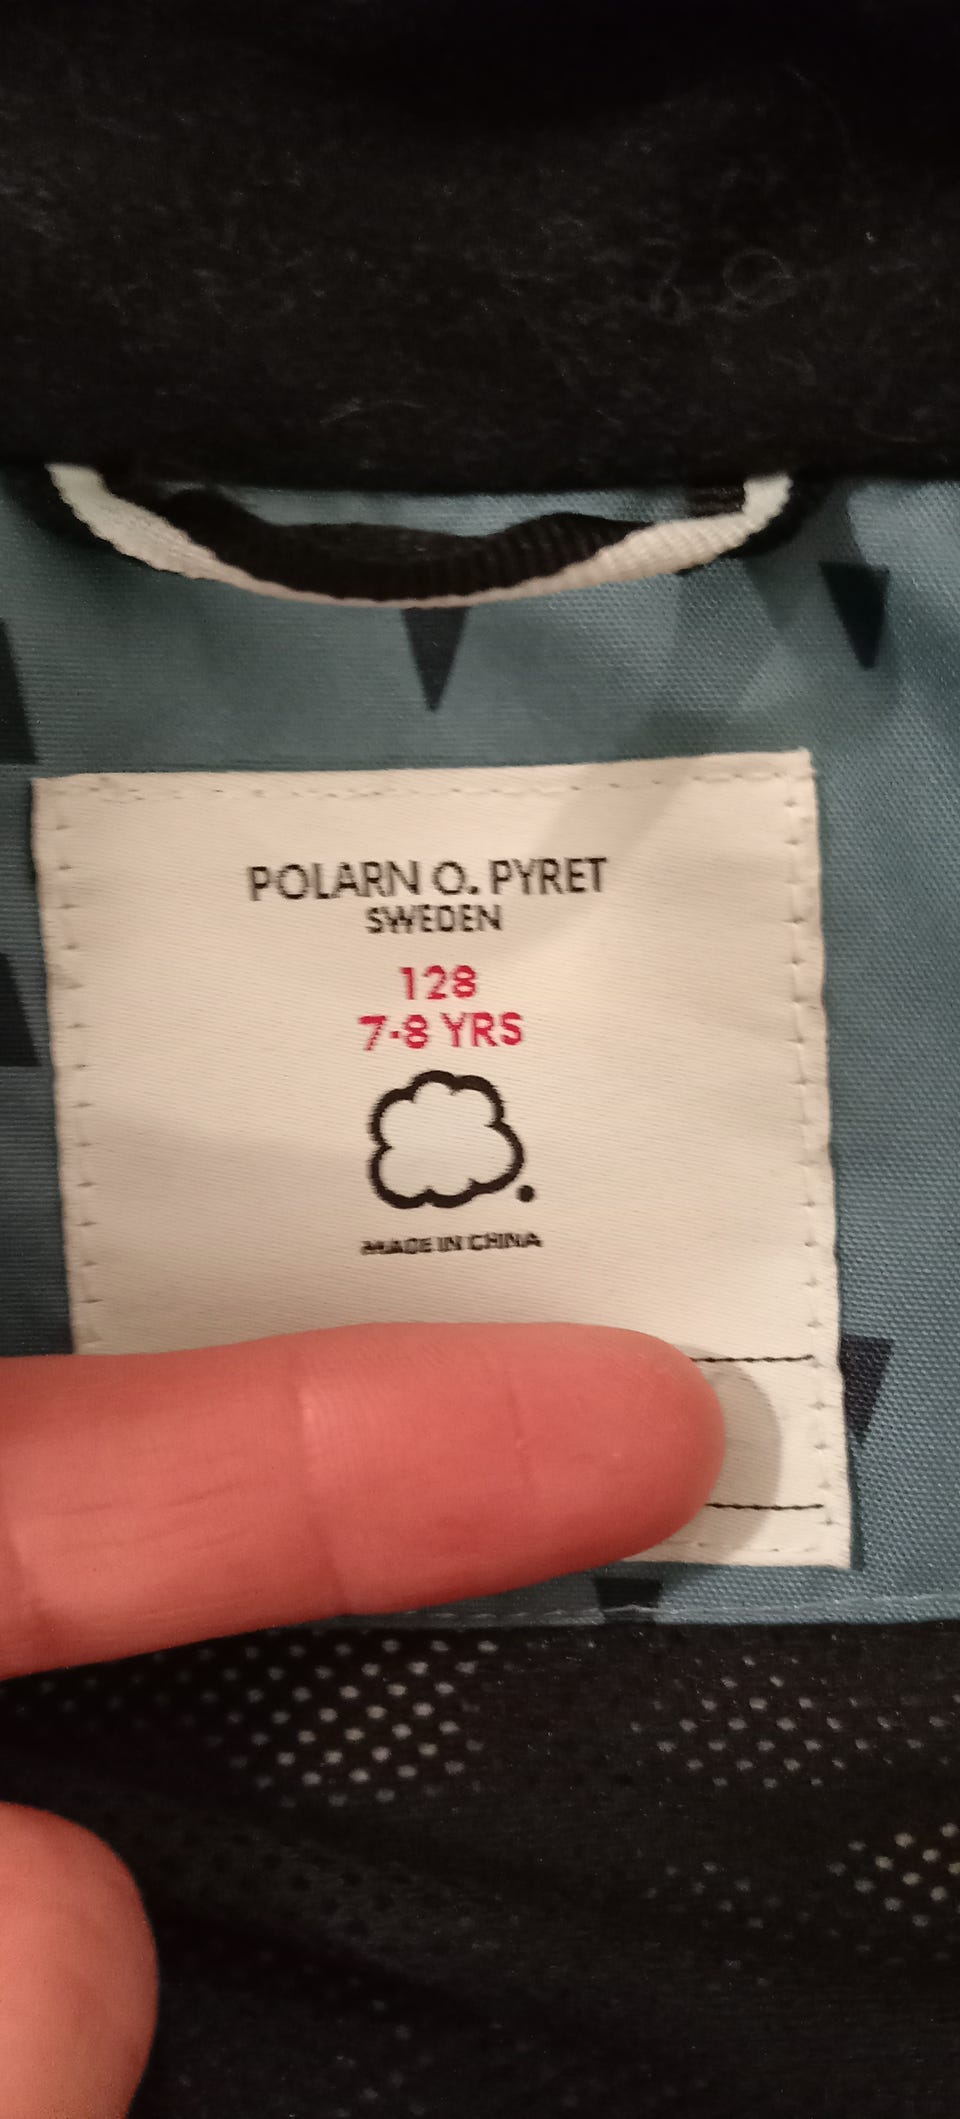 POLARN O. PYRET
SWEDEN
128
7-8 YRS
MADE IN CHINA